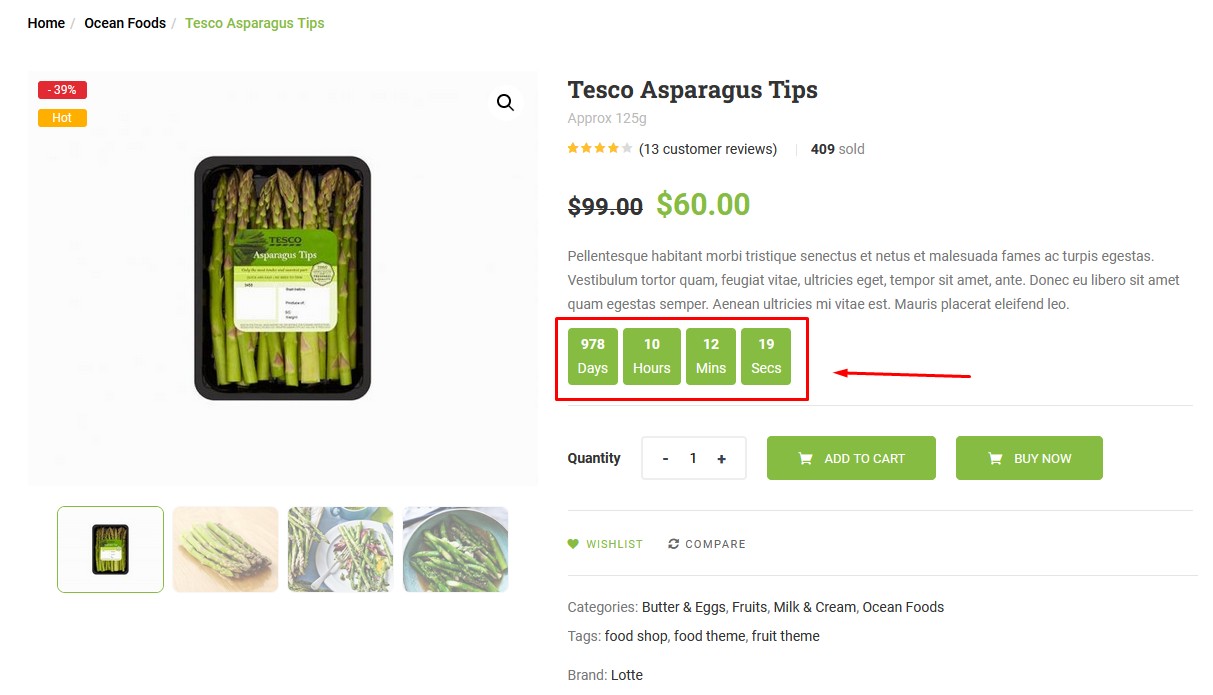 Home / Ocean Foods / Tesco Asparagus Tips
- 39%
Hot
TESCO
Asparagus Tips
Tesco Asparagus Tips
Approx 125g
(13 customer reviews) 409 sold
$99.00 $60.00
Pellentesque habitant morbi tristique senectus et netus et malesuada fames ac turpis egestas.
Vestibulum tortor quam, feugiat vitae, ultricies eget, tempor sit amet, ante. Donec eu libero sit amet
quam egestas semper. Aenean ultricies mi vitae est. Mauris placerat eleifend leo.
978 10 12 19
Days Hours Mins Secs
Quantity - 1 + ADD TO CART BUY NOW
WISHLIST COMPARE
Categories: Butter & Eggs, Fruits, Milk & Cream, Ocean Foods
Tags: food shop, food theme, fruit theme
Brand: Lotte